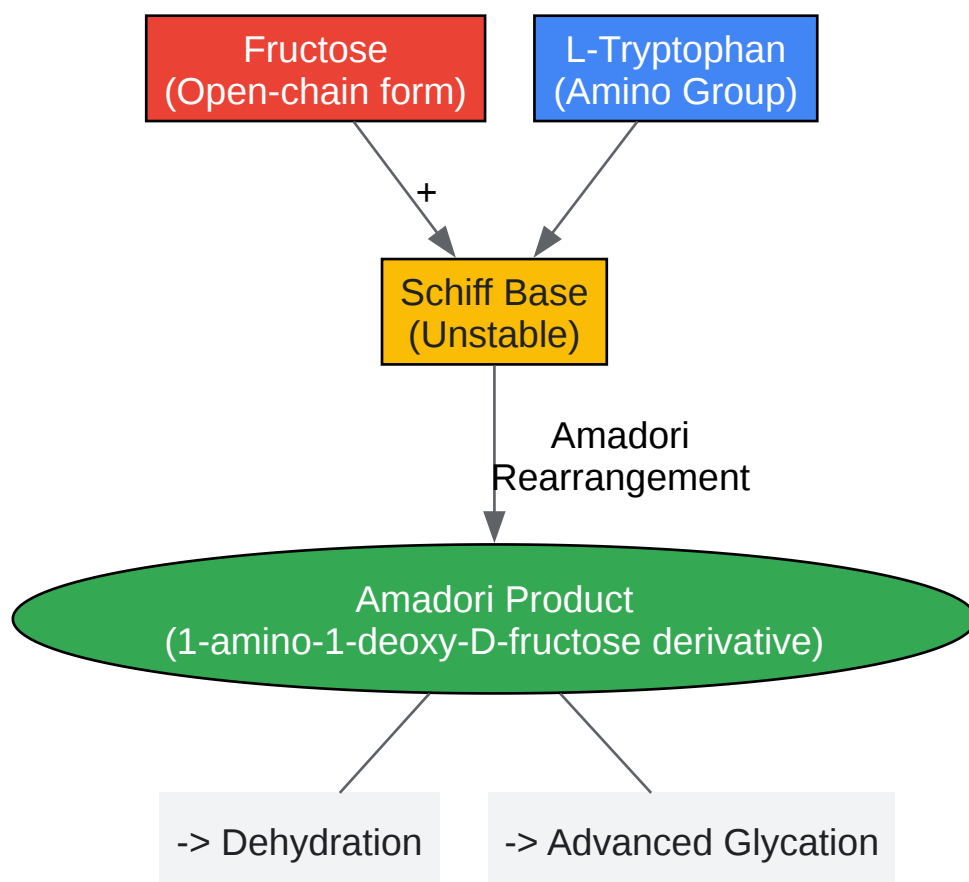 Fructose
(Open-chain form)
L-Tryptophan
(Amino Group)
+
Schiff Base
(Unstable)
Amadori
Rearrangement
Amadori Product
(1-amino-1-deoxy-D-fructose derivative)
-> Dehydration
-> Advanced Glycation